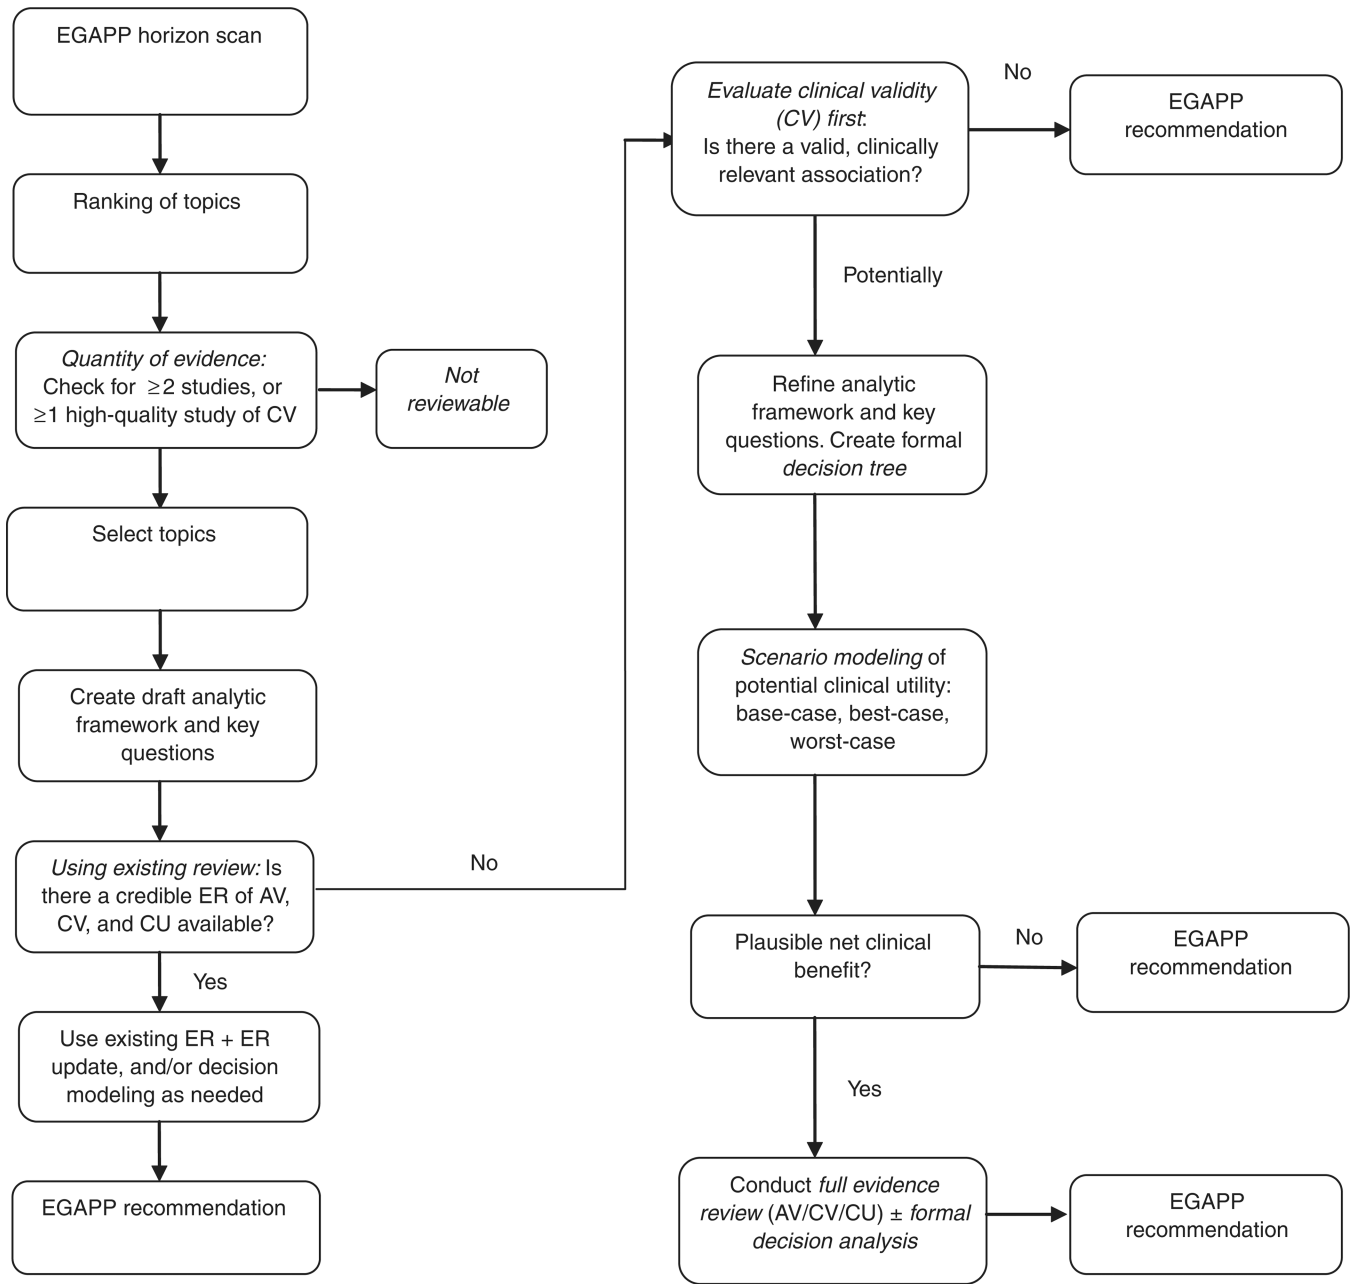 EGAPP horizon scan
Ranking of topics
Quantity of evidence:
Check for ≥2 studies, or
≥1 high-quality study of CV
Not
reviewable
Select topics
Create draft analytic
framework and key
questions
Using existing review: Is
there a credible ER of AV,
CV, and CU available?
No
Yes
Use existing ER + ER
update, and/or decision
modeling as needed
EGAPP recommendation
Evaluate clinical validity
(CV) first:
Is there a valid, clinically
relevant association?
No
EGAPP
recommendation
Potentially
Refine analytic
framework and key
questions. Create formal
decision tree
Scenario modeling of
potential clinical utility:
base-case, best-case,
worst-case
Plausible net clinical
benefit?
No
EGAPP
recommendation
Yes
Conduct full evidence
review (AV/CV/CU) ± formal
decision analysis
EGAPP
recommendation